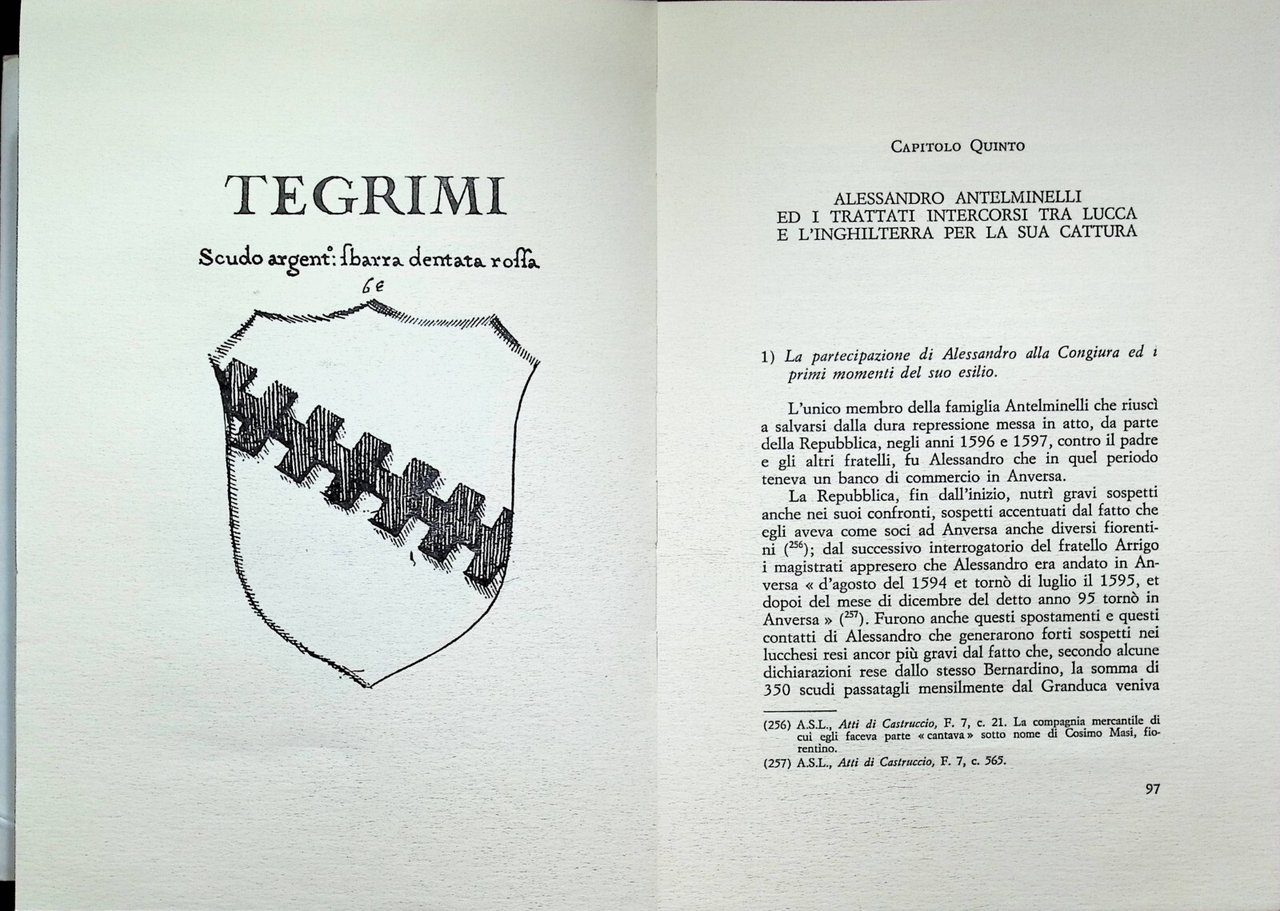 TEGRIMI
Scudo argent°: sbarra dentata rossa
6e
CAPITOLO QUINTO
ALESSANDRO ANTELMINELLI
ED I TRATTATI INTERCORSI TRA LUCCA
E L'INGHILTERRA PER LA SUA CATTURA
1) La partecipazione di Alessandro alla Congiura ed i
primi momenti del suo esilio.
L'unico membro della famiglia Antelminelli che riuscì
a salvarsi dalla dura repressione messa in atto, da parte
della Repubblica, negli anni 1596 e 1597, contro il padre
e gli altri fratelli, fu Alessandro che in quel periodo
teneva un banco di commercio in Anversa.
La Repubblica, fin dall'inizio, nutrì gravi sospetti
anche nei suoi confronti, sospetti accentuati dal fatto che
egli aveva come soci ad Anversa anche diversi fiorenti-
ni (256); dal successivo interrogatorio del fratello Arrigo
i magistrati appresero che Alessandro era andato in An-
versa « d'agosto del 1594 et tornò di luglio il 1595, et
dopoi del mese di dicembre del detto anno 95 tornò in
Anversa » (257). Furono anche questi spostamenti e questi
contatti di Alessandro che generarono forti sospetti nei
lucchesi resi ancor più gravi dal fatto che, secondo alcune
dichiarazioni rese dallo stesso Bernardino, la somma di
350 scudi passatagli mensilmente dal Granduca veniva
(256) A.S.L., Atti di Castruccio, F. 7, c. 21. La compagnia mercantile di
cui egli faceva parte « cantava » sotto nome di Cosimo Masi, fio-
rentino.
(257) A.S.L., Atti di Castruccio, F. 7, c. 565.
97